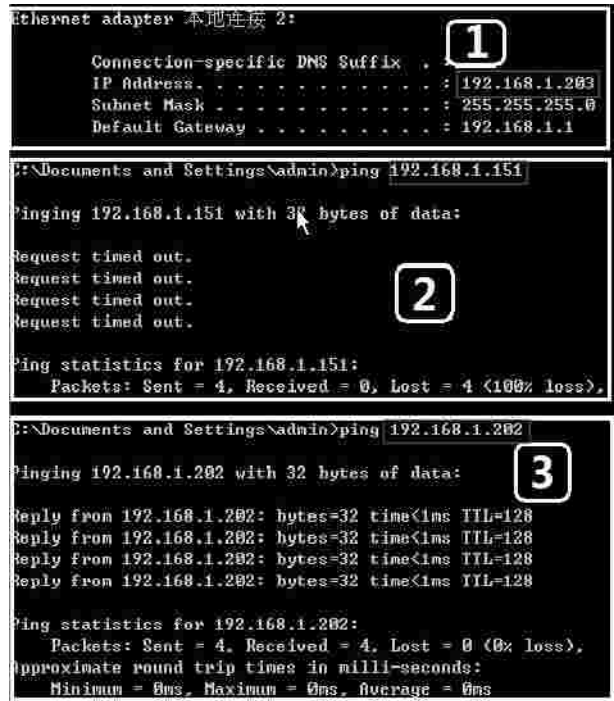 Ethernet adapter 本地连接 2:
1
Connection-specific DNS Suffix . :
IP Address. . . . . . . . . . . . : 192.168.1.203
Subnet Mask . . . . . . . . . . . : 255.255.255.0
Default Gateway . . . . . . . . . : 192.168.1.1
C:\Documents and Settings\admin>ping 192.168.1.151
Pinging 192.168.1.151 with 32 bytes of data:
Request timed out.
Request timed out.
Request timed out.
Request timed out.
2
Ping statistics for 192.168.1.151:
Packets: Sent = 4, Received = 0, Lost = 4 (100% loss),
C:\Documents and Settings\admin>ping 192.168.1.202
Pinging 192.168.1.202 with 32 bytes of data:
3
Reply from 192.168.1.202: bytes=32 time<1ms TTL=128
Reply from 192.168.1.202: bytes=32 time<1ms TTL=128
Reply from 192.168.1.202: bytes=32 time<1ms TTL=128
Reply from 192.168.1.202: bytes=32 time<1ms TTL=128
Ping statistics for 192.168.1.202:
Packets: Sent = 4, Received = 4, Lost = 0 (0% loss),
Approximate round trip times in milli-seconds:
Minimum = 0ms, Maximum = 0ms, Average = 0ms